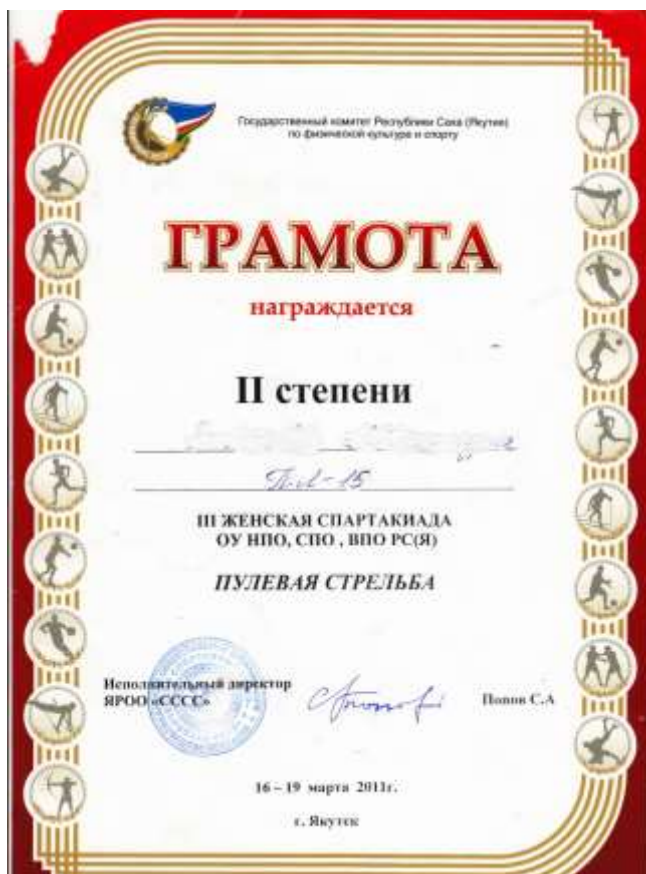 Государственный комитет Республики Саха (Якутия)
по физической культуре и спорту
ГРАМОТА
награждается
II степени
III ЖЕНСКАЯ СПАРТАКИАДА
ОУ НПО, СПО , ВПО РС(Я)
ПУЛЕВАЯ СТРЕЛЬБА
Исполнительный директор
ЯРОО «СССС»
Попов С.А
16 – 19 марта 2011г.
г. Якутск